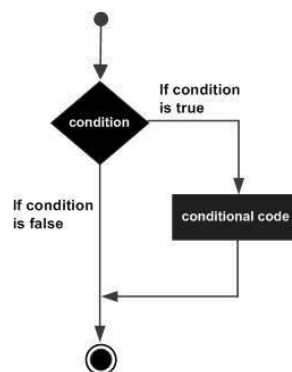 If condition
is true
condition
If condition
is false
conditional code